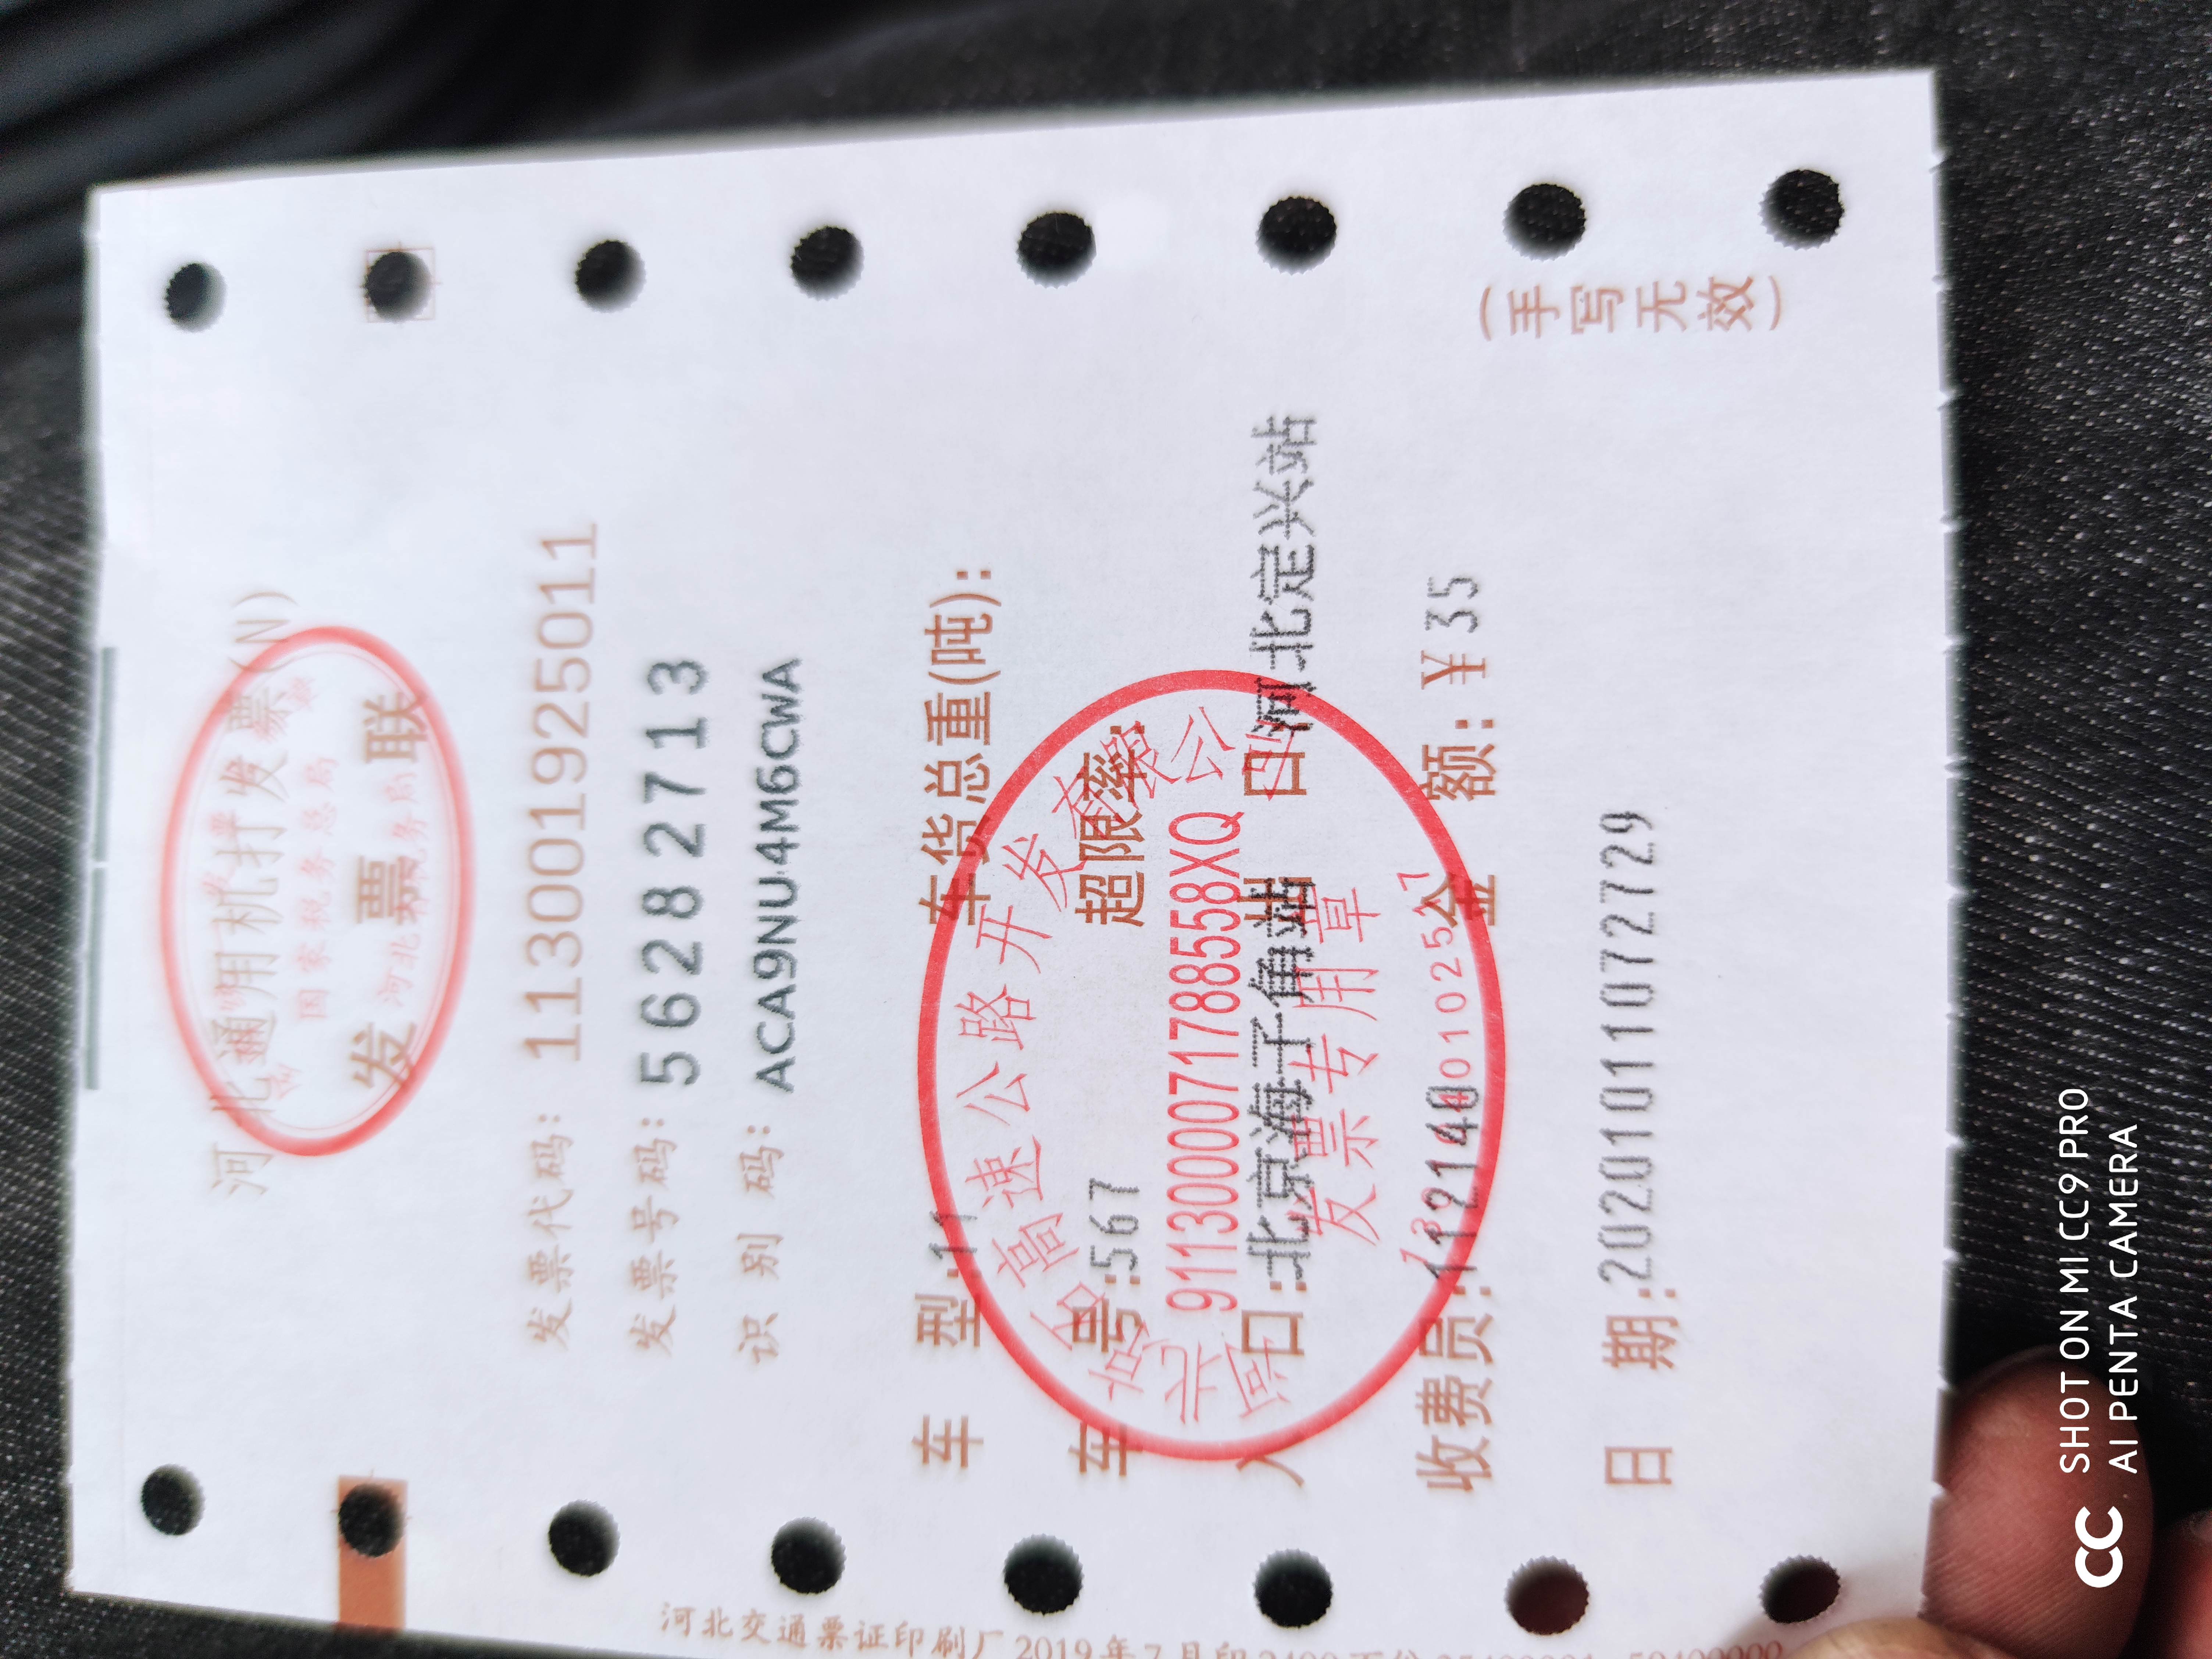 河北通用机打发票(N)
国家税务总局
发票联
河北省税务局
发票代码: 113001925011
发票号码: 56282713
识别码: ACA9NU4M6CWA
车型:11 车货总重(吨):
车号:567 超限率:
911300007178855​8XQ
入口:北京海子角站 出口:河北定兴站
发票专用章
收费员: 金额:¥35
日期:20201011072729
(手写无效)
高速公路开发有限公
河北交通票证印刷厂2019年7月印
SHOT ON MI CC9 PRO
AI PENTA CAMERA